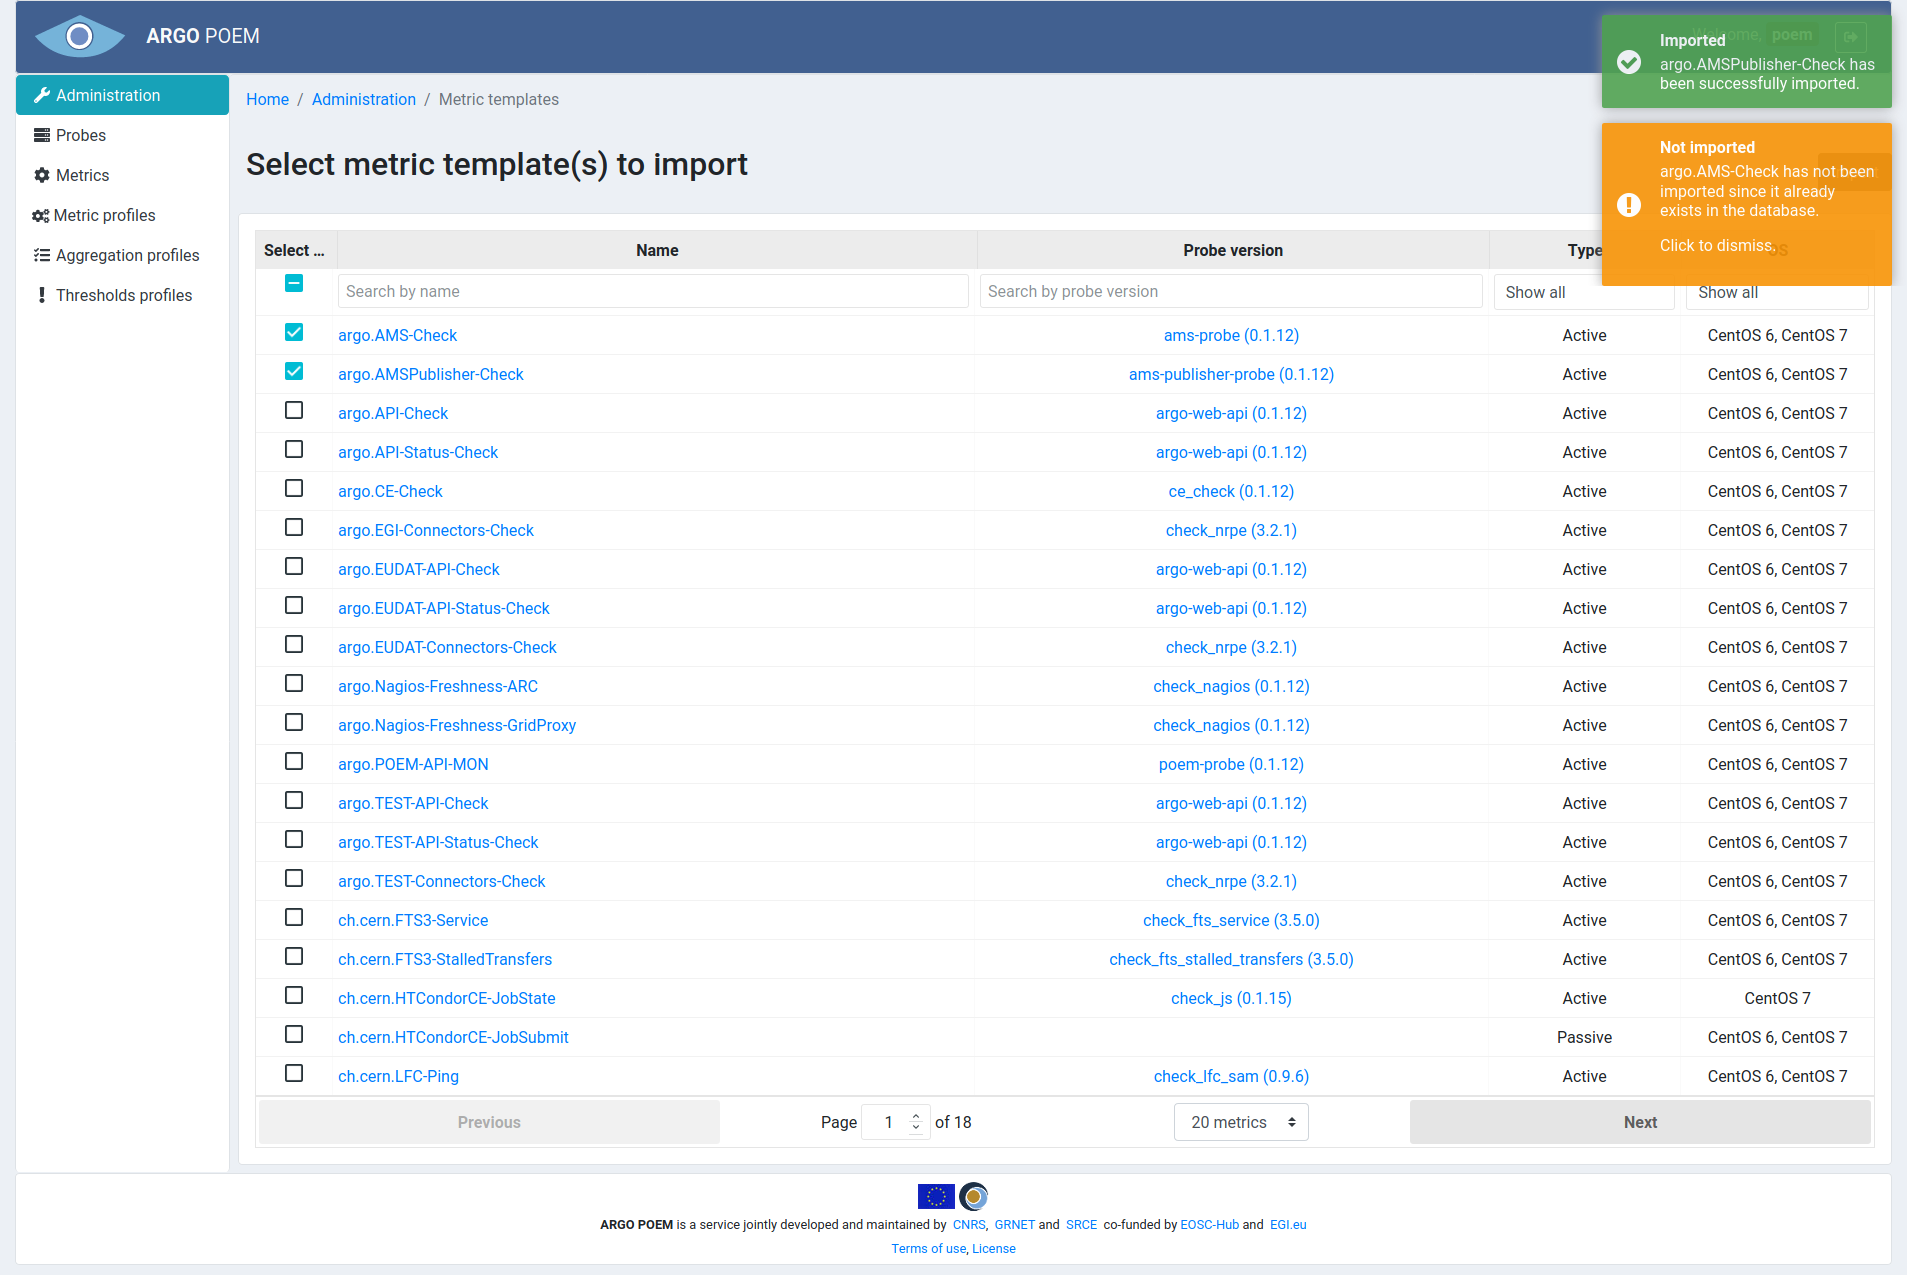 ARGO POEM
Welcome, poem
Imported
argo.AMSPublisher-Check has
been successfully imported.
Not imported
argo.AMS-Check has not been
imported since it already
exists in the database.
Click to dismiss.
Administration
Probes
Metrics
Metric profiles
Aggregation profiles
Thresholds profiles
Home / Administration / Metric templates
Select metric template(s) to import
Select ... Name Probe version Type OS
Search by name Search by probe version Show all Show all
argo.AMS-Check ams-probe (0.1.12) Active CentOS 6, CentOS 7
argo.AMSPublisher-Check ams-publisher-probe (0.1.12) Active CentOS 6, CentOS 7
argo.API-Check argo-web-api (0.1.12) Active CentOS 6, CentOS 7
argo.API-Status-Check argo-web-api (0.1.12) Active CentOS 6, CentOS 7
argo.CE-Check ce_check (0.1.12) Active CentOS 6, CentOS 7
argo.EGI-Connectors-Check check_nrpe (3.2.1) Active CentOS 6, CentOS 7
argo.EUDAT-API-Check argo-web-api (0.1.12) Active CentOS 6, CentOS 7
argo.EUDAT-API-Status-Check argo-web-api (0.1.12) Active CentOS 6, CentOS 7
argo.EUDAT-Connectors-Check check_nrpe (3.2.1) Active CentOS 6, CentOS 7
argo.Nagios-Freshness-ARC check_nagios (0.1.12) Active CentOS 6, CentOS 7
argo.Nagios-Freshness-GridProxy check_nagios (0.1.12) Active CentOS 6, CentOS 7
argo.POEM-API-MON poem-probe (0.1.12) Active CentOS 6, CentOS 7
argo.TEST-API-Check argo-web-api (0.1.12) Active CentOS 6, CentOS 7
argo.TEST-API-Status-Check argo-web-api (0.1.12) Active CentOS 6, CentOS 7
argo.TEST-Connectors-Check check_nrpe (3.2.1) Active CentOS 6, CentOS 7
ch.cern.FTS3-Service check_fts_service (3.5.0) Active CentOS 6, CentOS 7
ch.cern.FTS3-StalledTransfers check_fts_stalled_transfers (3.5.0) Active CentOS 6, CentOS 7
ch.cern.HTCondorCE-JobState check_js (0.1.15) Active CentOS 7
ch.cern.HTCondorCE-JobSubmit Passive CentOS 6, CentOS 7
ch.cern.LFC-Ping check_lfc_sam (0.9.6) Active CentOS 6, CentOS 7
Previous Page 1 of 18 20 metrics Next
ARGO POEM is a service jointly developed and maintained by CNRS, GRNET and SRCE co-funded by EOSC-Hub and EGI.eu
Terms of use, License